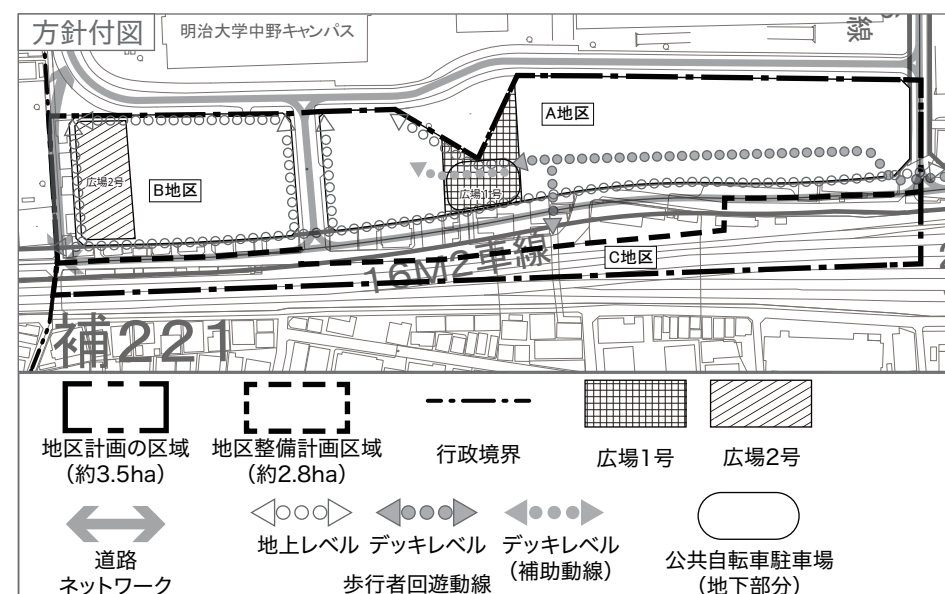 方針付図
明治大学中野キャンパス
線
A地区
B地区
広場2号
広場1号
C地区
16M2車線
補221
地区計画の区域
（約3.5ha）
地区整備計画区域
（約2.8ha）
行政境界
広場1号
広場2号
道路
ネットワーク
地上レベル
デッキレベル
デッキレベル
（補助動線）
歩行者回遊動線
公共自転車駐車場
（地下部分）